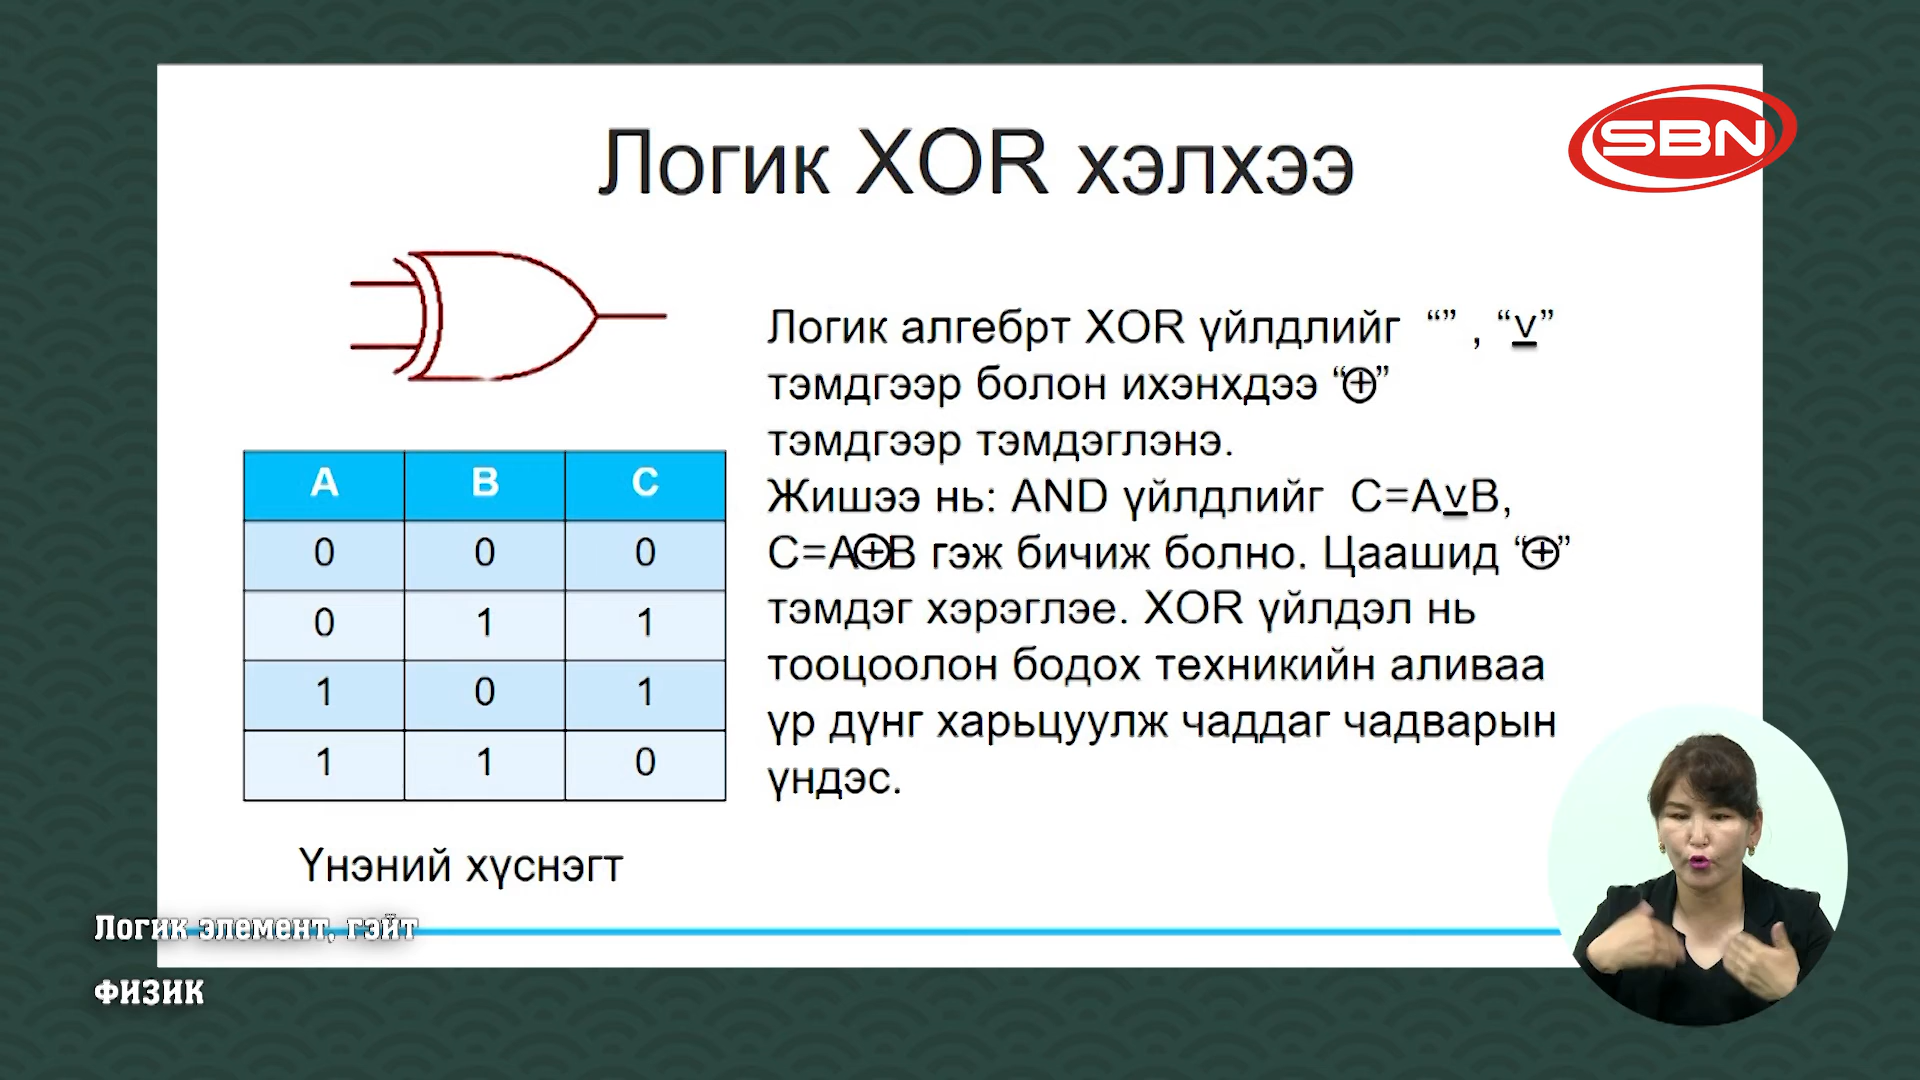 SBN
Логик XOR хэлхээ
Логик алгебрт XOR үйлдлийг “” , “v”
тэмдгээр болон ихэнхдээ “⊕”
тэмдгээр тэмдэглэнэ.
Жишээ нь: AND үйлдлийг C=AvB,
C=A⊕B гэж бичиж болно. Цаашид “⊕”
тэмдэг хэрэглэе. XOR үйлдэл нь
тооцоолон бодох техникийн аливаа
үр дүнг харьцуулж чаддаг чадварын
үндэс.
A B C
0 0 0
0 1 1
1 0 1
1 1 0
Үнэний хүснэгт
Логик элемент, гэйт
ФИЗИК